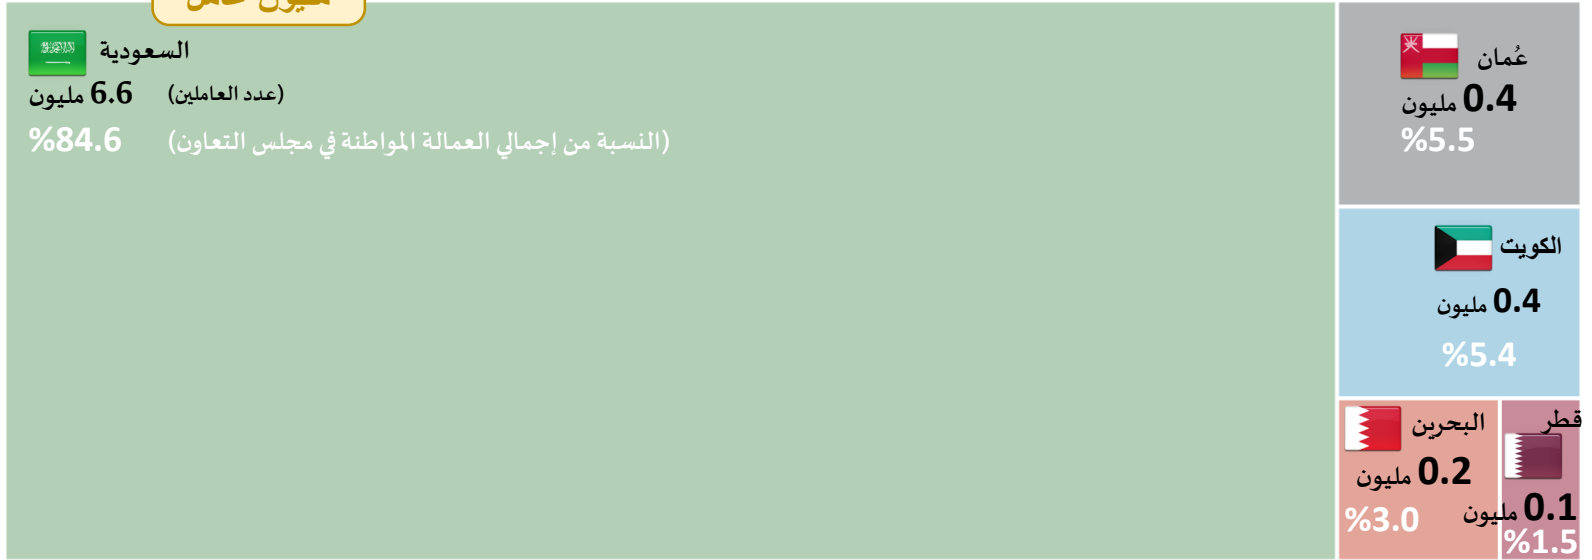 مليون عامل
السعودية
6.6 مليون (عدد العاملين)
%84.6 (النسبة من إجمالي العمالة المواطنة في مجلس التعاون)
عُمان
0.4 مليون
%5.5
الكويت
0.4 مليون
%5.4
البحرين
0.2 مليون
%3.0
قطر
0.1 مليون
%1.5